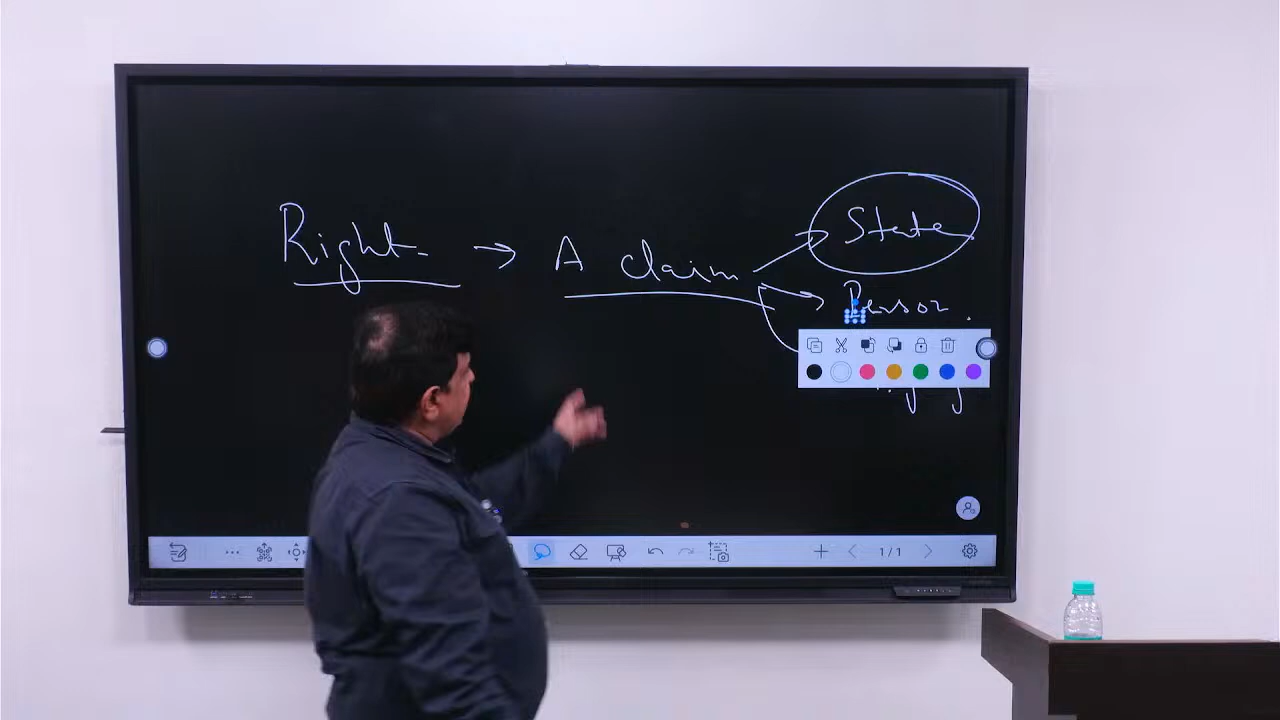 Right → A claim → State
→ Person.
1/1